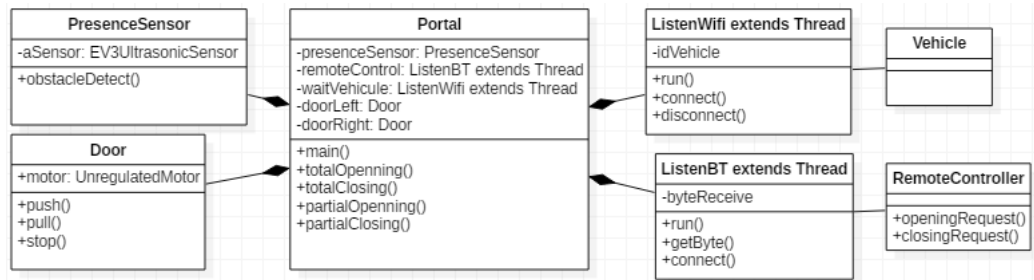 PresenceSensor
-aSensor: EV3UltrasonicSensor
+obstacleDetect()
Door
+motor: UnregulatedMotor
+push()
+pull()
+stop()
Portal
-presenceSensor: PresenceSensor
-remoteControl: ListenBT extends Thread
-waitVehicule: ListenWifi extends Thread
-doorLeft: Door
-doorRight: Door
+main()
+totalOpenning()
+totalClosing()
+partialOpenning()
+partialClosing()
ListenWifi extends Thread
-idVehicle
+run()
+connect()
+disconnect()
Vehicle
ListenBT extends Thread
-byteReceive
+run()
+getByte()
+connect()
RemoteController
+openingRequest()
+closingRequest()